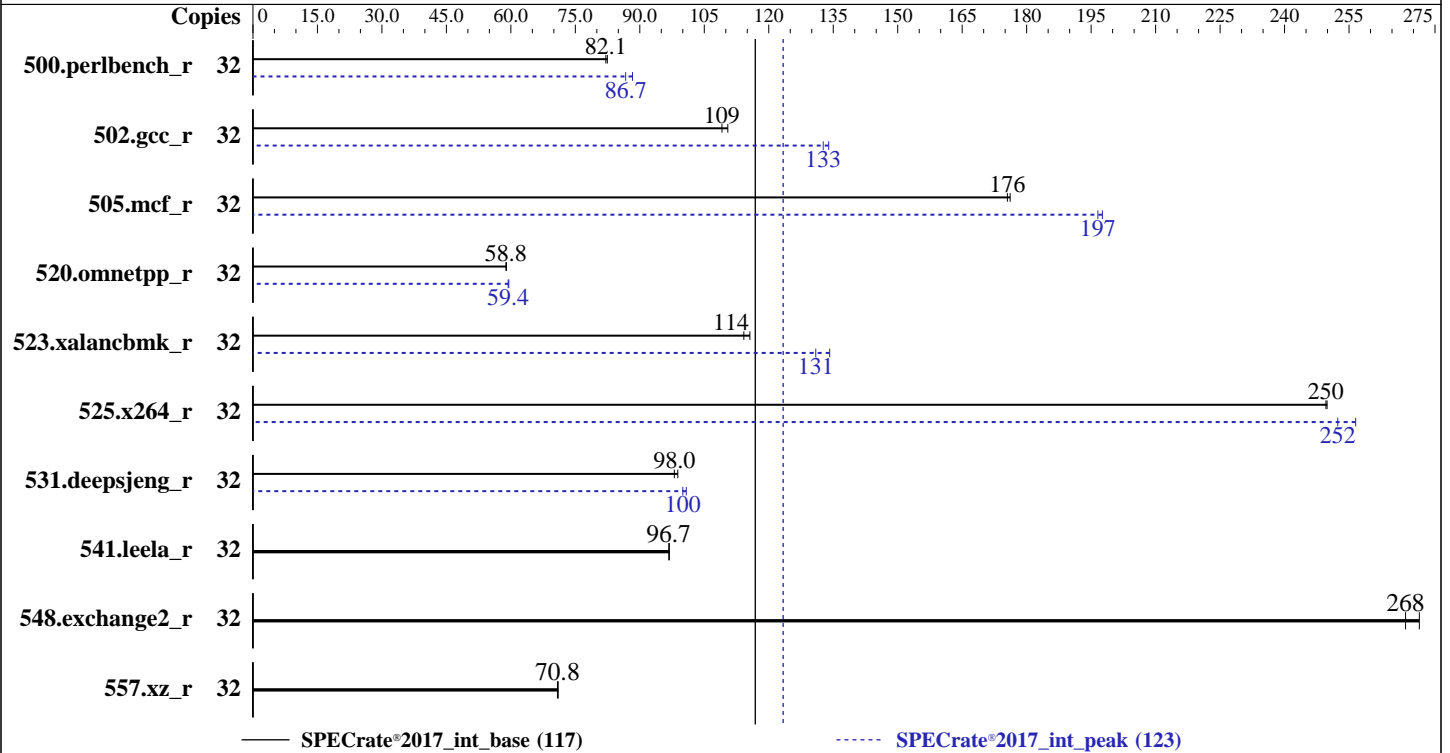 Copies 0 15.0 30.0 45.0 60.0 75.0 90.0 105 120 135 150 165 180 195 210 225 240 255 275
82.1
500.perlbench_r 32
86.7
109
502.gcc_r 32
133
176
505.mcf_r 32
197
58.8
520.omnetpp_r 32
59.4
114
523.xalancbmk_r 32
131
250
525.x264_r 32
252
98.0
531.deepsjeng_r 32
100
96.7
541.leela_r 32
268
548.exchange2_r 32
70.8
557.xz_r 32
SPECrate®2017_int_base (117) SPECrate®2017_int_peak (123)